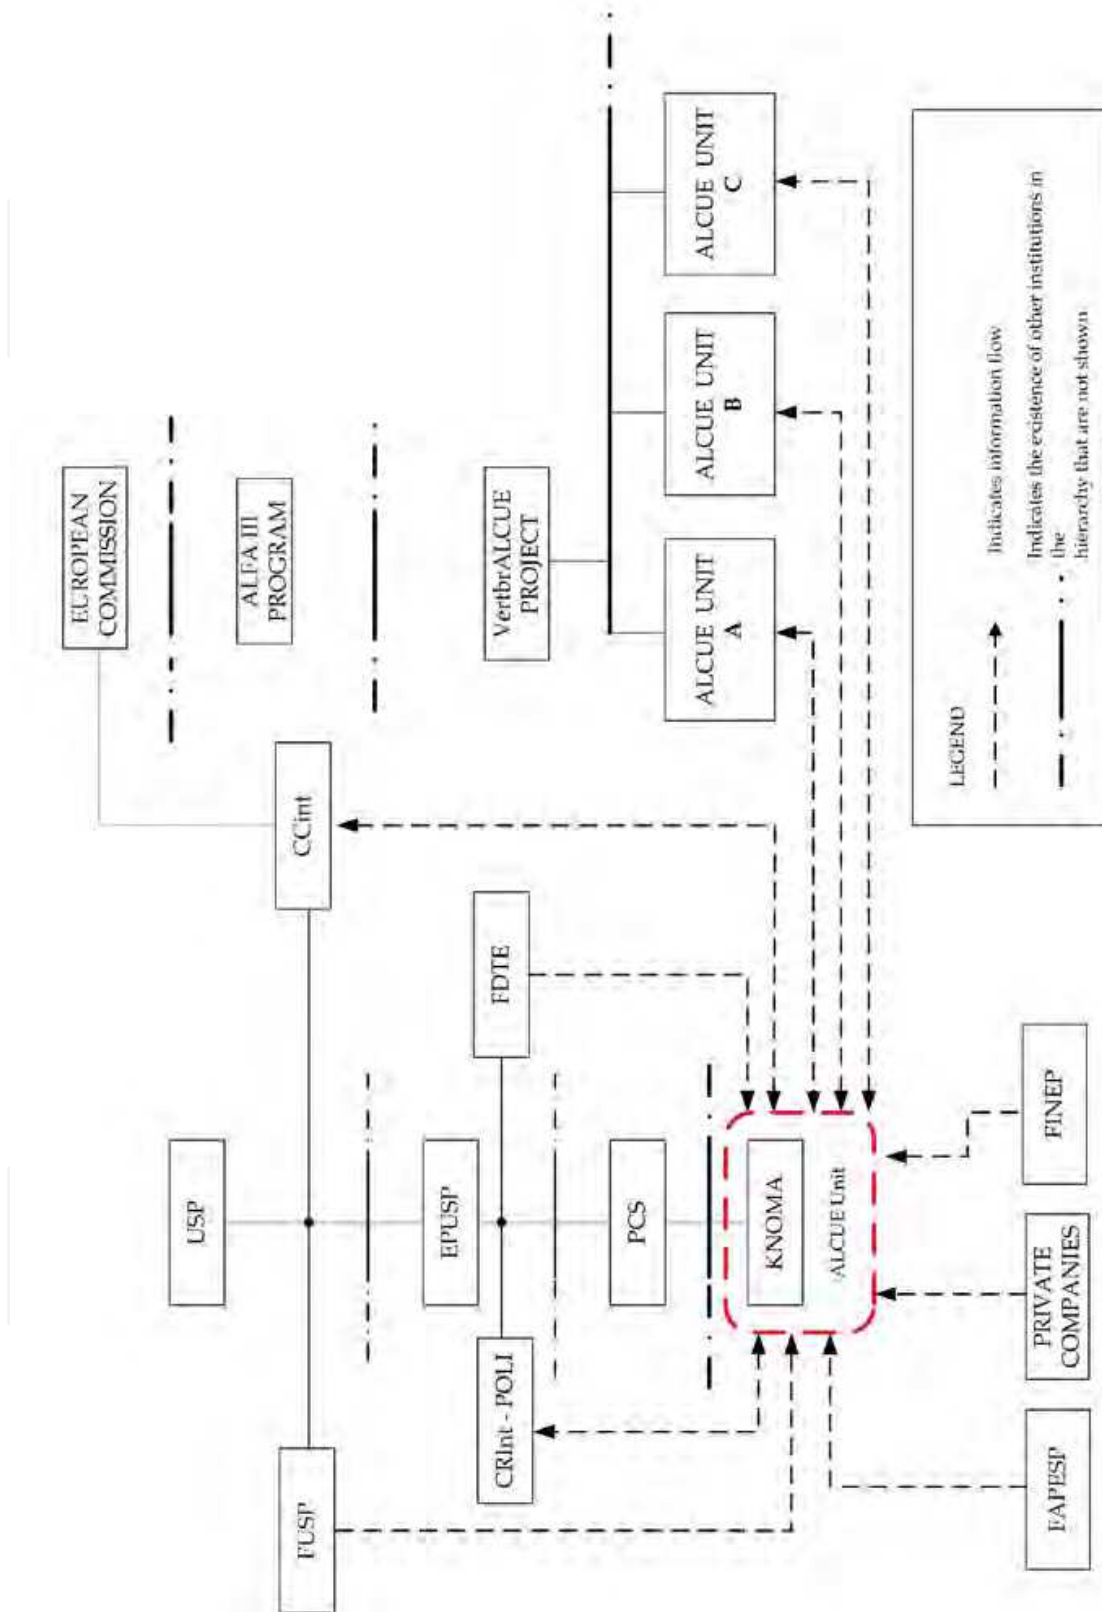 EUROPEAN
COMMISSION
ALFA III
PROGRAM
USP
FUSP
CCint
VertbrALCUE
PROJECT
EPUSP
CRInt - POLI
FDTE
PCS
ALCUE UNIT
A
ALCUE UNIT
B
ALCUE UNIT
C
KNOMA
ALCUE Unit
FAPESP
PRIVATE
COMPANIES
FINEP
LEGEND
Indicates information flow
Indicates the existence of other institutions in
the
hierarchy that are not shown